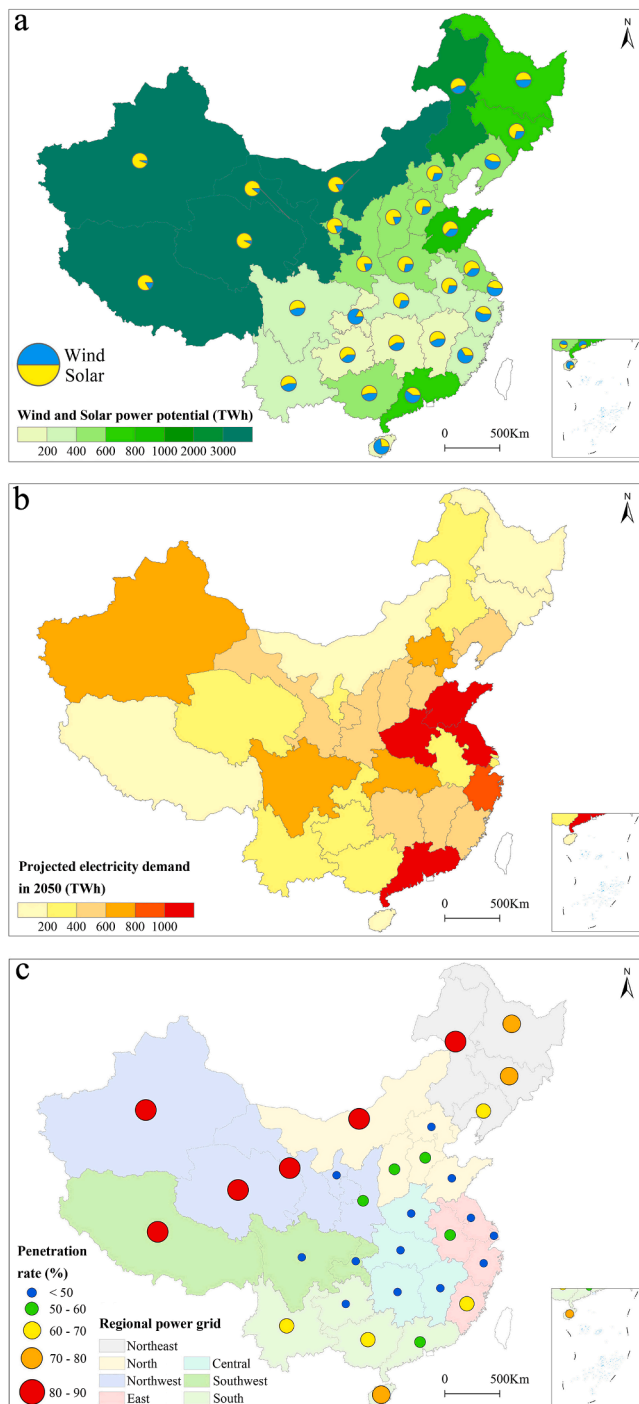 a
N
Wind
Solar
Wind and Solar power potential (TWh)
200 400 600 800 1000 2000 3000
0 500Km
b
N
Projected electricity demand
in 2050 (TWh)
200 400 600 800 1000
0 500Km
c
N
Penetration
rate (%)
< 50
50 - 60
60 - 70
70 - 80
80 - 90
Regional power grid
Northeast
North
Central
Northwest
Southwest
East
South
0 500Km